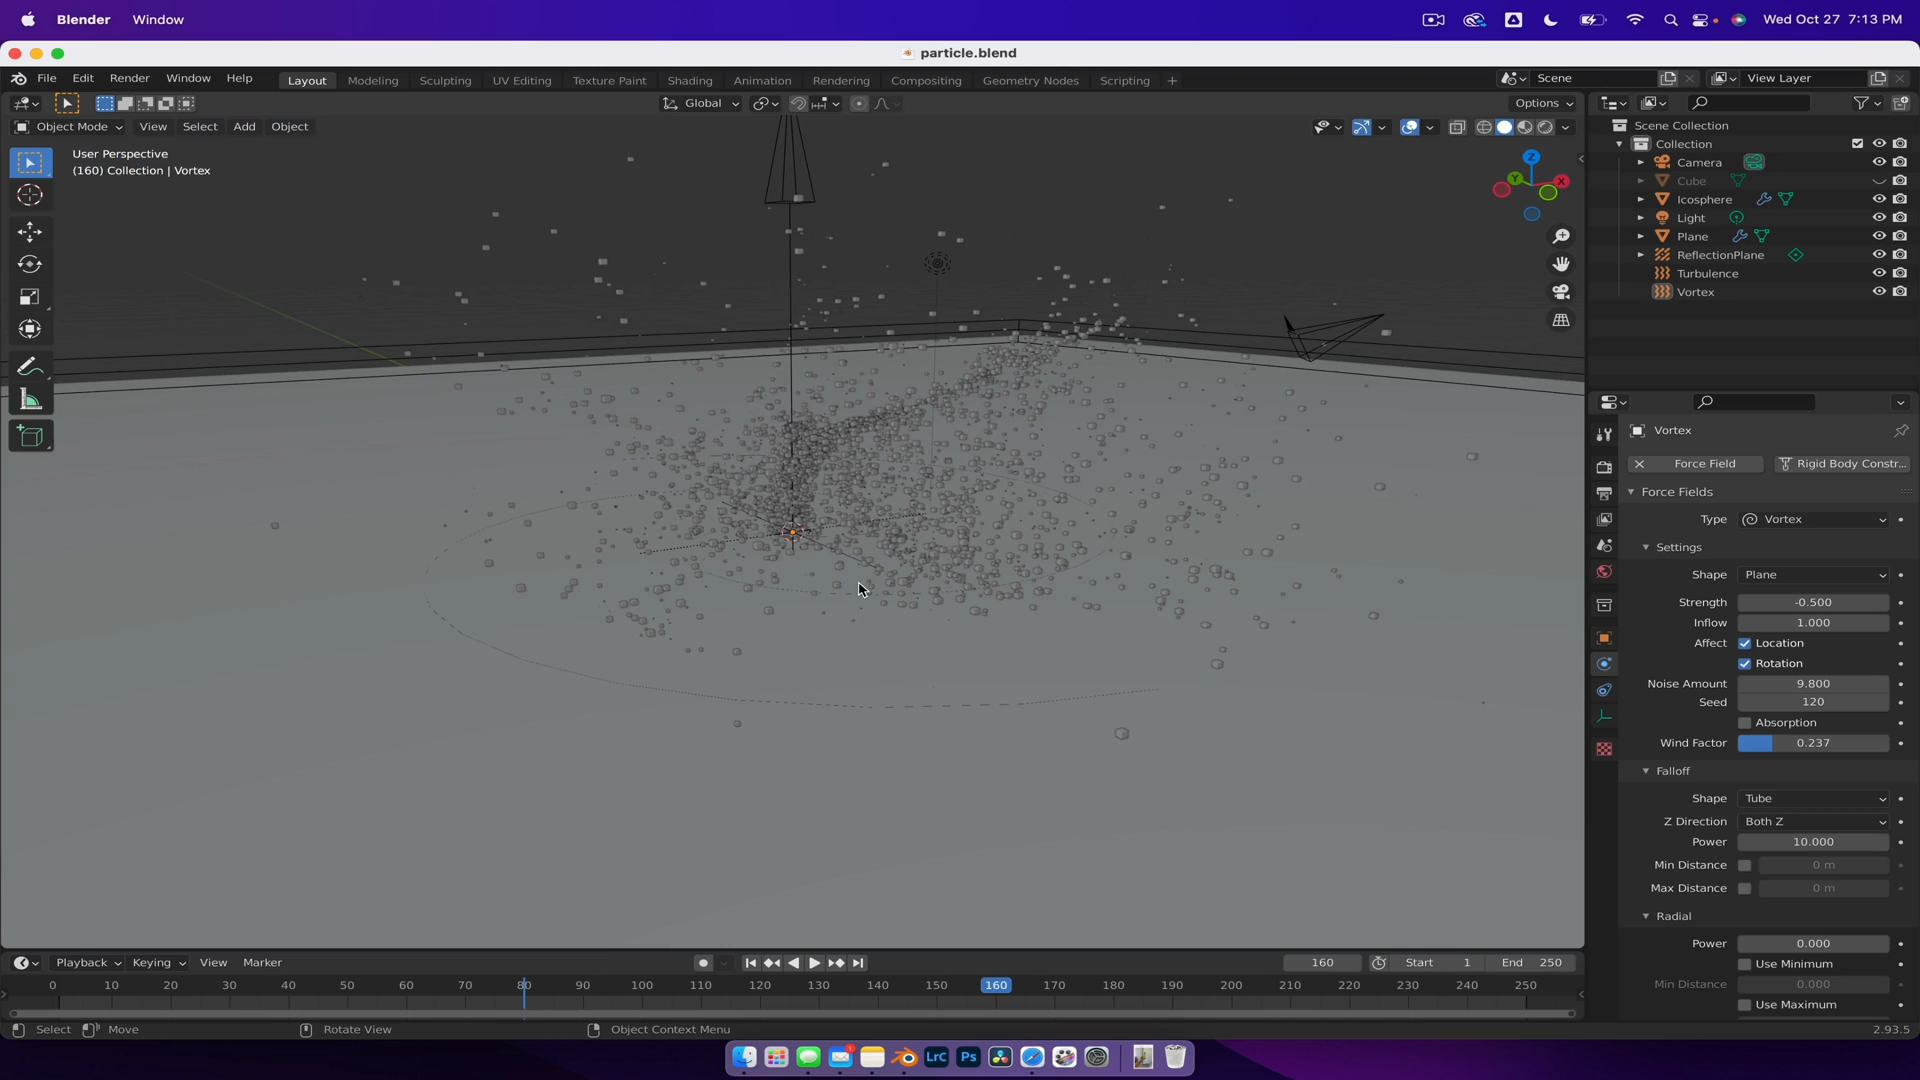 Blender Window
Wed Oct 27 7:13 PM
particle.blend
File Edit Render Window Help
Layout Modeling Sculpting UV Editing Texture Paint Shading Animation Rendering Compositing Geometry Nodes Scripting +
Scene
View Layer
Global
Options
Object Mode View Select Add Object
User Perspective
(160) Collection | Vortex
Z
Y
X
Scene Collection
Collection
Camera
Cube
Icosphere
Light
Plane
ReflectionPlane
Turbulence
Vortex
Vortex
Force Field
Rigid Body Constr...
Force Fields
Type Vortex
Settings
Shape Plane
Strength -0.500
Inflow 1.000
Affect Location
Rotation
Noise Amount 9.800
Seed 120
Absorption
Wind Factor 0.237
Falloff
Shape Tube
Z Direction Both Z
Power 10.000
Min Distance 0 m
Max Distance 0 m
Radial
Power 0.000
Use Minimum
Min Distance 0.000
Use Maximum
Playback Keying View Marker
160 Start 1 End 250
0 10 20 30 40 50 60 70 80 90 100 110 120 130 140 150 160 170 180 190 200 210 220 230 240 250
Select Move Rotate View Object Context Menu
2.93.5
LrC Ps